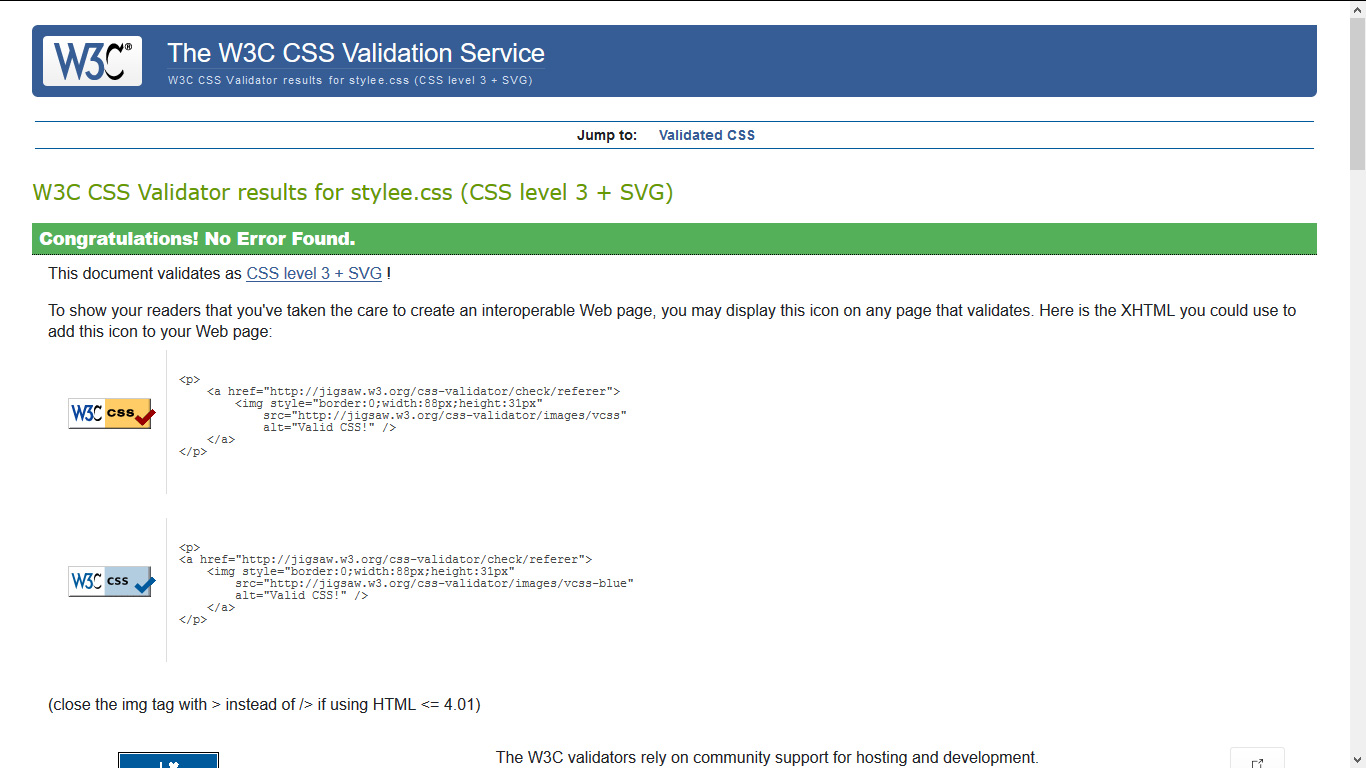 W3C®
The W3C CSS Validation Service
W3C CSS Validator results for stylee.css (CSS level 3 + SVG)
Jump to: Validated CSS
W3C CSS Validator results for stylee.css (CSS level 3 + SVG)
Congratulations! No Error Found.
This document validates as CSS level 3 + SVG !
To show your readers that you've taken the care to create an interoperable Web page, you may display this icon on any page that validates. Here is the XHTML you could use to
add this icon to your Web page:
W3C css
<p>
<a href="http://jigsaw.w3.org/css-validator/check/referer">
<img style="border:0;width:88px;height:31px"
src="http://jigsaw.w3.org/css-validator/images/vcss"
alt="Valid CSS!" />
</a>
</p>
W3C css
<p>
<a href="http://jigsaw.w3.org/css-validator/check/referer">
<img style="border:0;width:88px;height:31px"
src="http://jigsaw.w3.org/css-validator/images/vcss-blue"
alt="Valid CSS!" />
</a>
</p>
(close the img tag with > instead of /> if using HTML <= 4.01)
The W3C validators rely on community support for hosting and development.